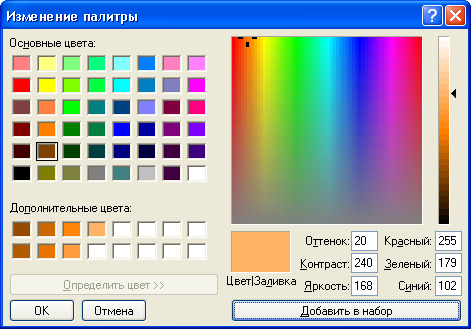 Изменение палитры
Основные цвета:
Дополнительные цвета:
Определить цвет >>
ОК
Отмена
Цвет|Заливка
Оттенок: 20
Контраст: 240
Яркость: 168
Красный: 255
Зеленый: 179
Синий: 102
Добавить в набор